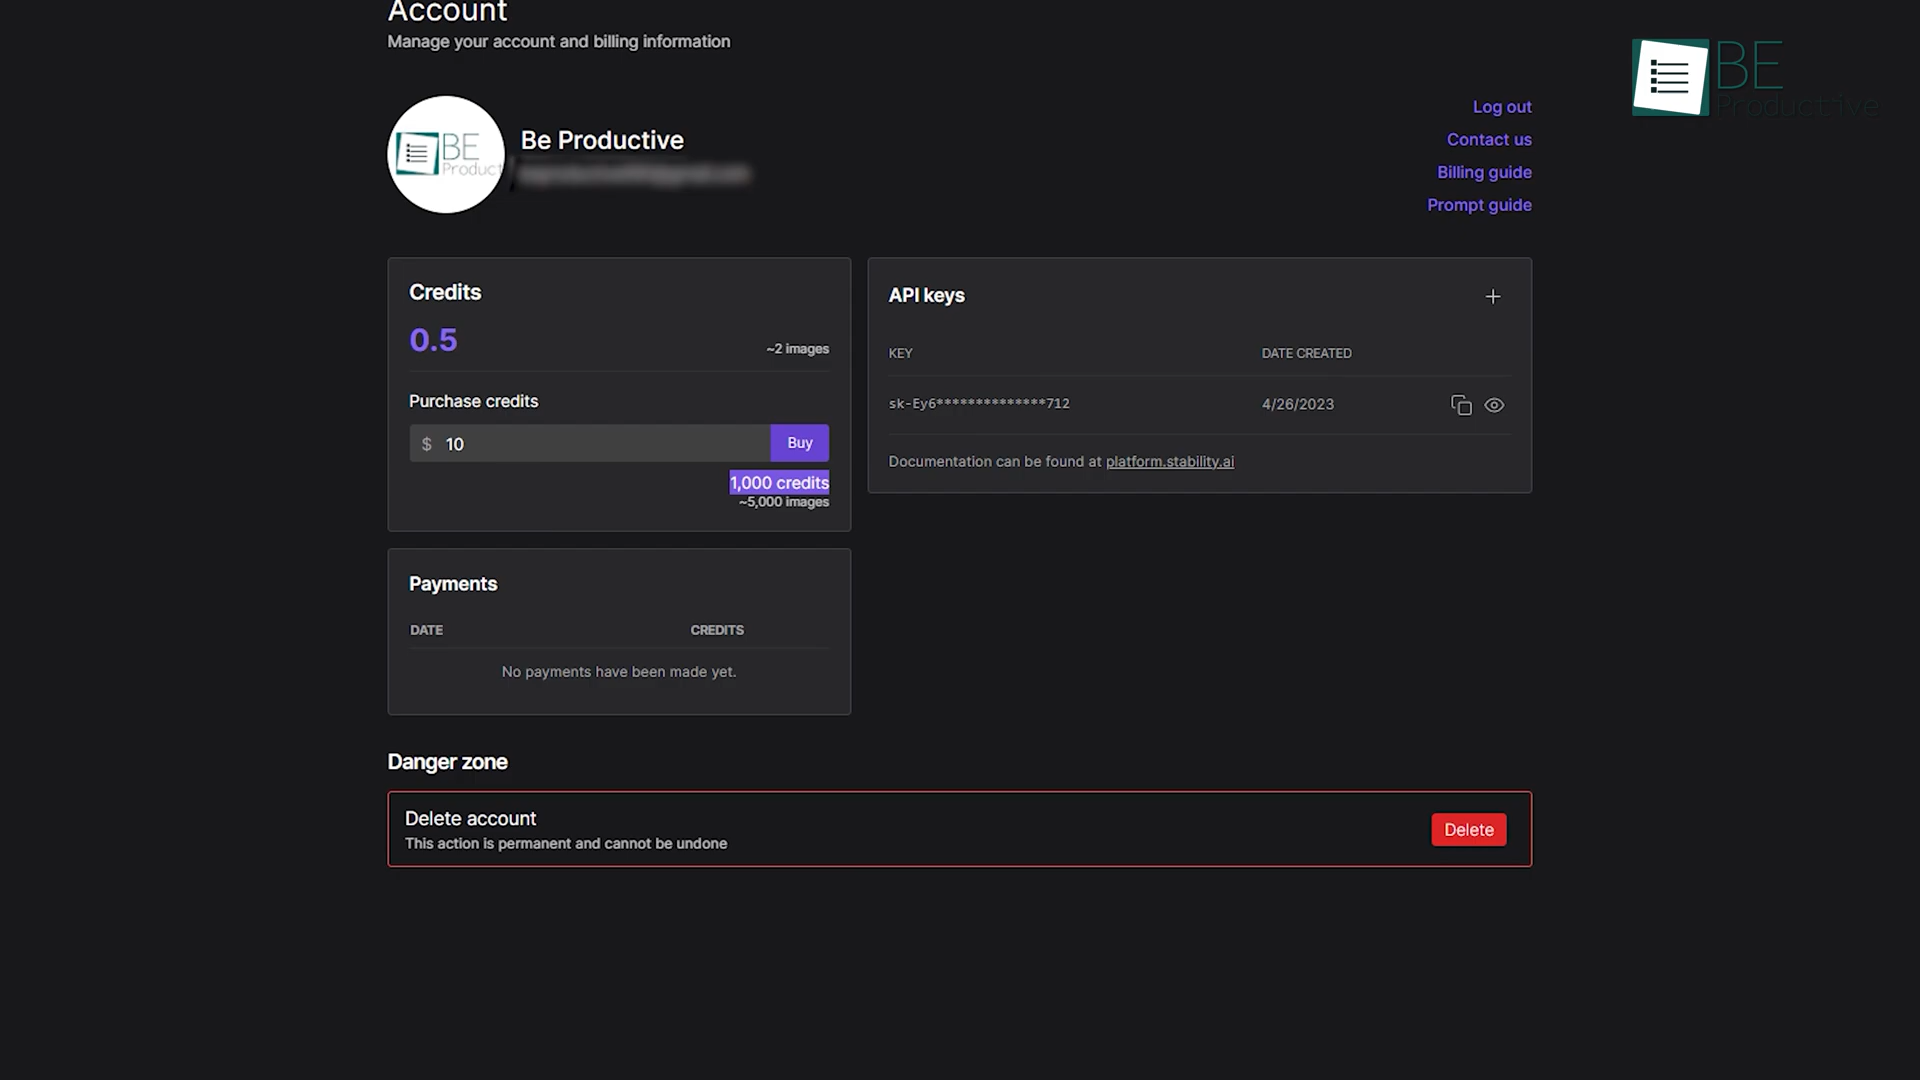 Account
Manage your account and billing information
BE
Productive
BE
Product
Be Productive
Log out
Contact us
Billing guide
Prompt guide
Credits
0.5
~2 images
Purchase credits
$ 10
Buy
1,000 credits
~5,000 images
API keys
KEY
DATE CREATED
sk-Ey6**************712
4/26/2023
Documentation can be found at platform.stability.ai
Payments
DATE
CREDITS
No payments have been made yet.
Danger zone
Delete account
This action is permanent and cannot be undone
Delete